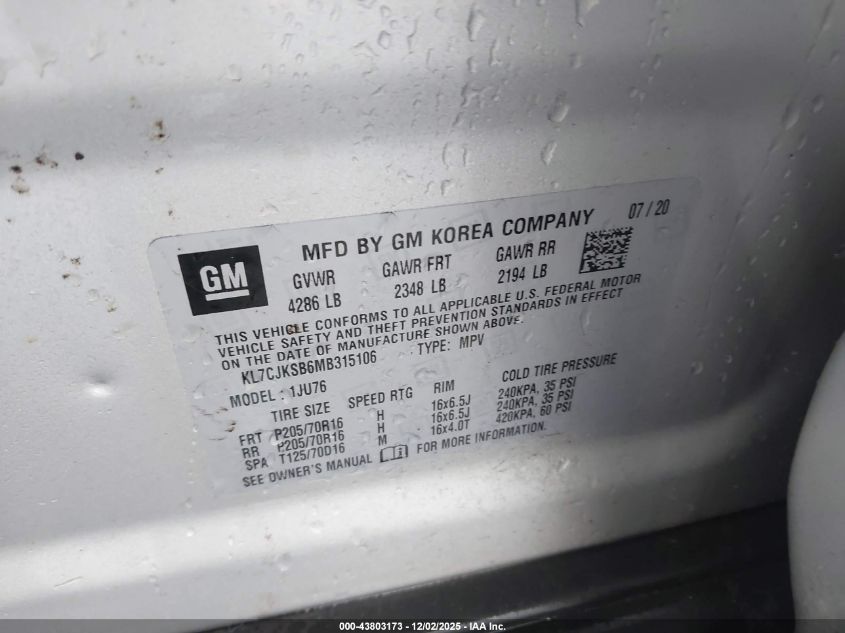 GM
MFD BY GM KOREA COMPANY 07/20
GVWR GAWR FRT GAWR RR
4286 LB 2348 LB 2194 LB
THIS VEHICLE CONFORMS TO ALL APPLICABLE U.S. FEDERAL MOTOR
VEHICLE SAFETY AND THEFT PREVENTION STANDARDS IN EFFECT
ON THE DATE OF MANUFACTURE SHOWN ABOVE.
KL7CJKSB6MB315106 TYPE: MPV
MODEL: 1JU76
TIRE SIZE SPEED RTG RIM COLD TIRE PRESSURE
FRT P205/70R16 H 16x6.5J 240KPA, 35 PSI
RR P205/70R16 H 16x6.5J 240KPA, 35 PSI
SPA T125/70D16 M 16x4.0T 420KPA, 60 PSI
SEE OWNER'S MANUAL FOR MORE INFORMATION.
000-43803173 - 12/02/2025 - IAA Inc.